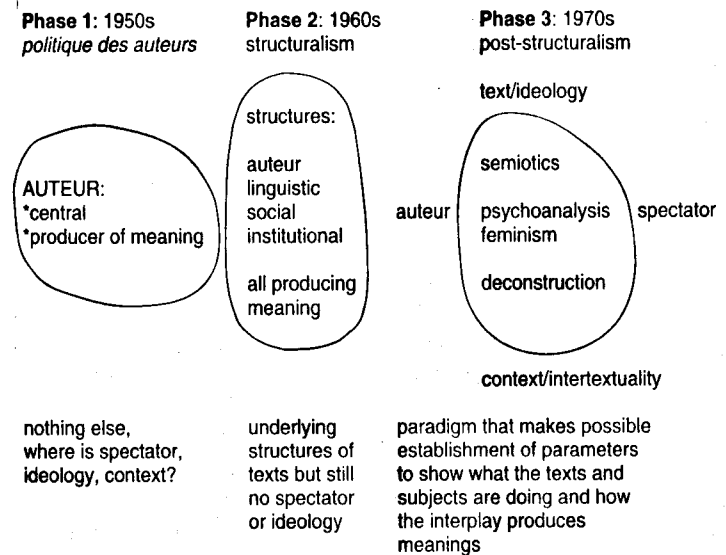 Phase 1: 1950s
politique des auteurs
AUTEUR:
*central
*producer of meaning
nothing else,
where is spectator,
ideology, context?
Phase 2: 1960s
structuralism
structures:
auteur
linguistic
social
institutional
all producing
meaning
underlying
structures of
texts but still
no spectator
or ideology
Phase 3: 1970s
post-structuralism
text/ideology
semiotics
auteur psychoanalysis spectator
feminism
deconstruction
context/intertextuality
paradigm that makes possible
establishment of parameters
to show what the texts and
subjects are doing and how
the interplay produces
meanings